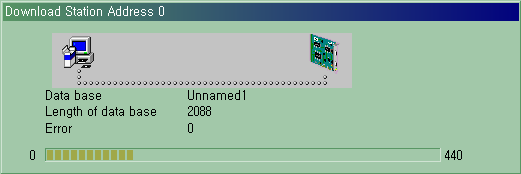 Download Station Address 0
Data base Unnamed1
Length of data base 2088
Error 0
0 440